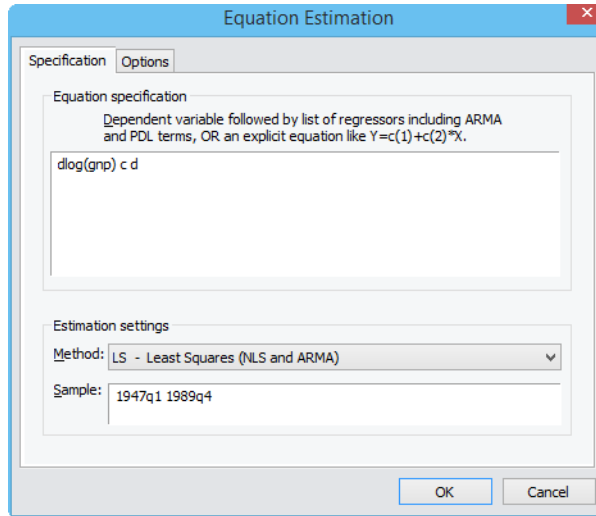 Equation Estimation
Specification
Options
Equation specification
Dependent variable followed by list of regressors including ARMA
and PDL terms, OR an explicit equation like Y=c(1)+c(2)*X.
dlog(gnp) c d
Estimation settings
Method: LS - Least Squares (NLS and ARMA)
Sample: 1947q1 1989q4
OK
Cancel